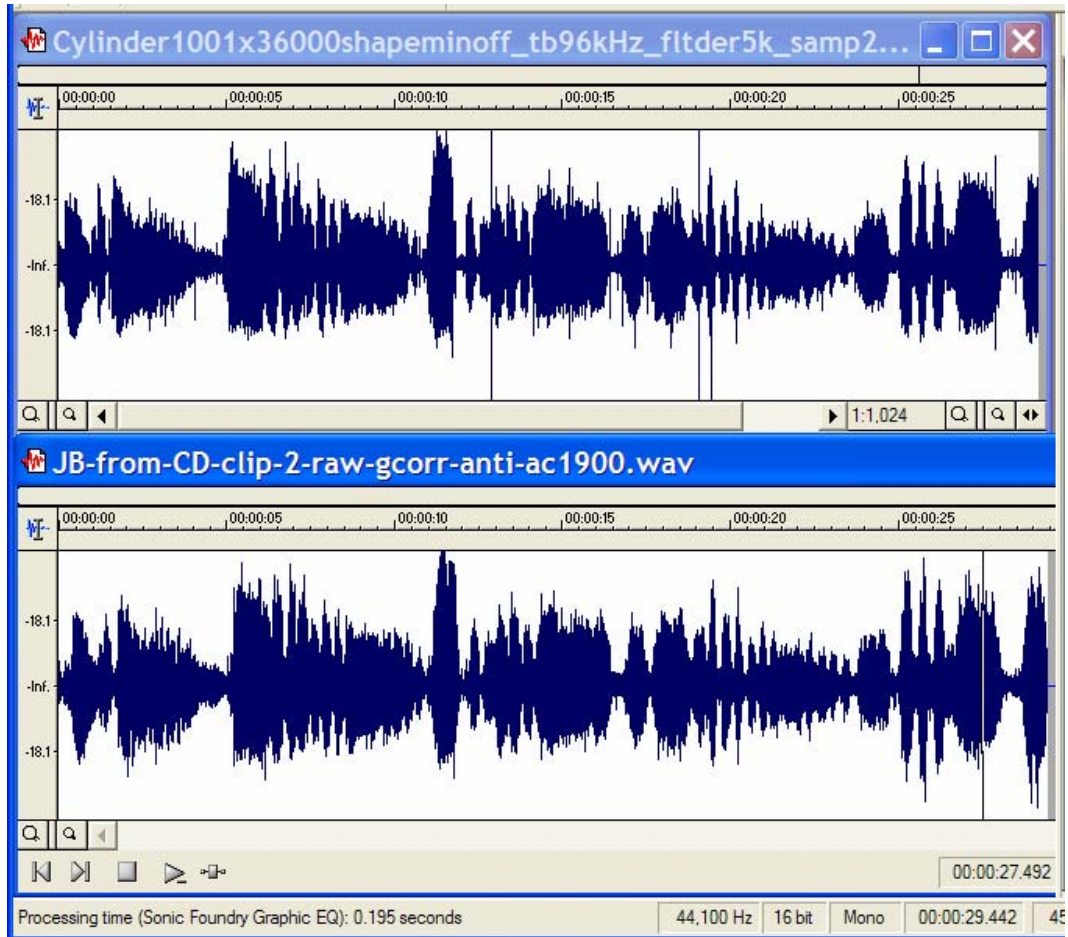 Cylinder1001x36000shapeminoff_tb96kHz_fltder5k_samp2...
00:00:00 00:00:05 00:00:10 00:00:15 00:00:20 00:00:25
-18.1
-Inf.
-18.1
1:1,024
JB-from-CD-clip-2-raw-gcorr-anti-ac1900.wav
00:00:00 00:00:05 00:00:10 00:00:15 00:00:20 00:00:25
-18.1
-Inf.
-18.1
00:00:27.492
Processing time (Sonic Foundry Graphic EQ): 0.195 seconds 44,100 Hz 16 bit Mono 00:00:29.442 45